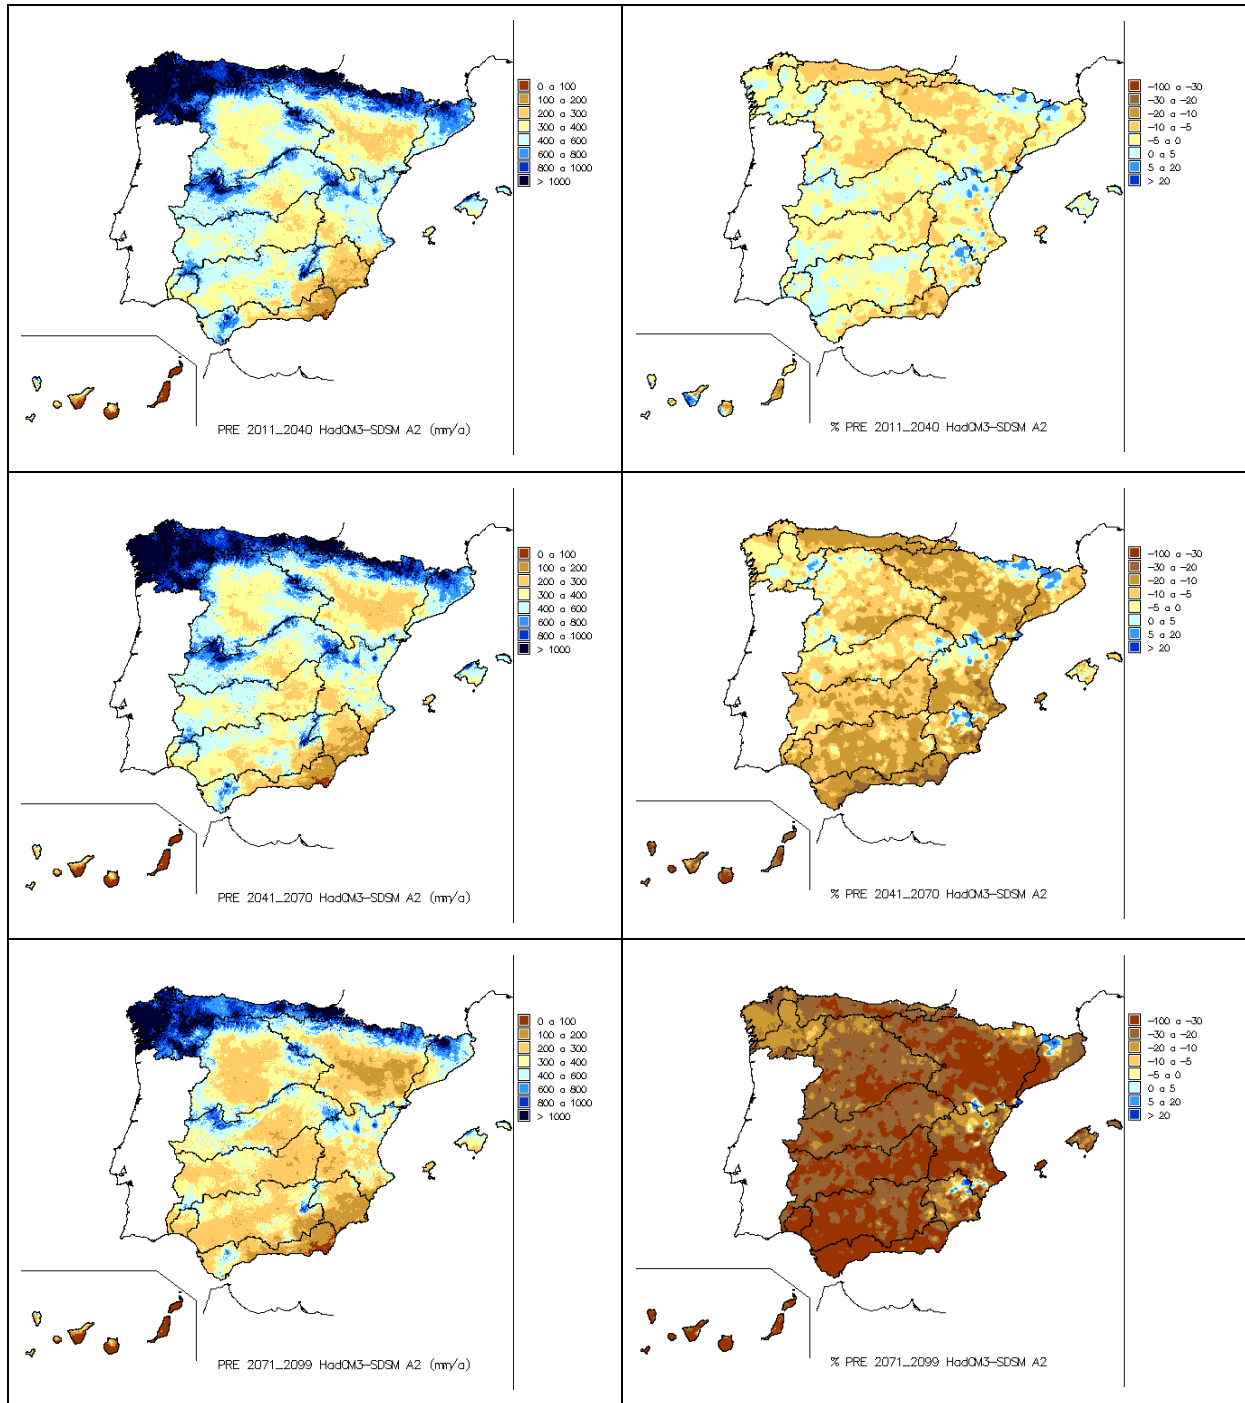 0 a 100
100 a 200
200 a 300
300 a 400
400 a 600
600 a 800
800 a 1000
> 1000
PRE 2011_2040 HadCM3-SDSM A2 (mm/a)
-100 a -30
-30 a -20
-20 a -10
-10 a -5
-5 a 0
0 a 5
5 a 20
> 20
% PRE 2011_2040 HadCM3-SDSM A2
0 a 100
100 a 200
200 a 300
300 a 400
400 a 600
600 a 800
800 a 1000
> 1000
PRE 2041_2070 HadCM3-SDSM A2 (mm/a)
-100 a -30
-30 a -20
-20 a -10
-10 a -5
-5 a 0
0 a 5
5 a 20
> 20
% PRE 2041_2070 HadCM3-SDSM A2
0 a 100
100 a 200
200 a 300
300 a 400
400 a 600
600 a 800
800 a 1000
> 1000
PRE 2071_2099 HadCM3-SDSM A2 (mm/a)
-100 a -30
-30 a -20
-20 a -10
-10 a -5
-5 a 0
0 a 5
5 a 20
> 20
% PRE 2071_2099 HadCM3-SDSM A2